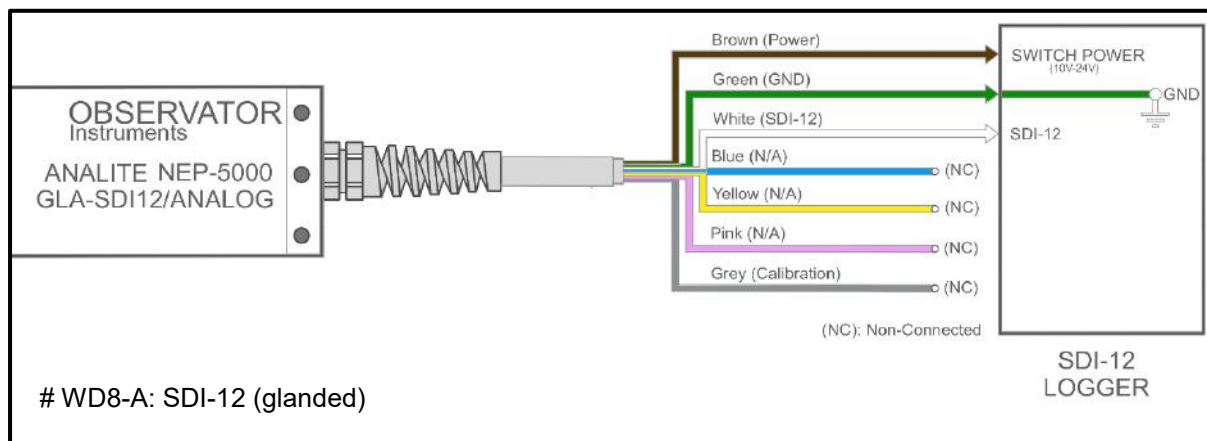 OBSERVATOR
Instruments
ANALITE NEP-5000
GLA-SDI12/ANALOG
Brown (Power)
Green (GND)
White (SDI-12)
Blue (N/A)
(NC)
Yellow (N/A)
(NC)
Pink (N/A)
(NC)
Grey (Calibration)
(NC)
(NC): Non-Connected
SWITCH POWER
(10V-24V)
GND
SDI-12
SDI-12
LOGGER
# WD8-A: SDI-12 (glanded)